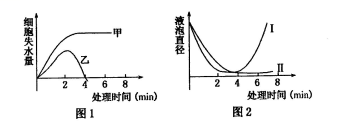 细胞失水量
甲
乙
2 4 6 8
处理时间 (min)
图1
液泡直径
I
II
2 4 6 8
处理时间 (min)
图2